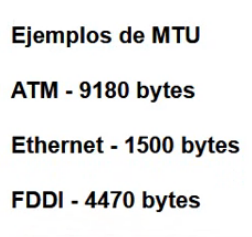 Ejemplos de MTU
ATM - 9180 bytes
Ethernet - 1500 bytes
FDDI - 4470 bytes